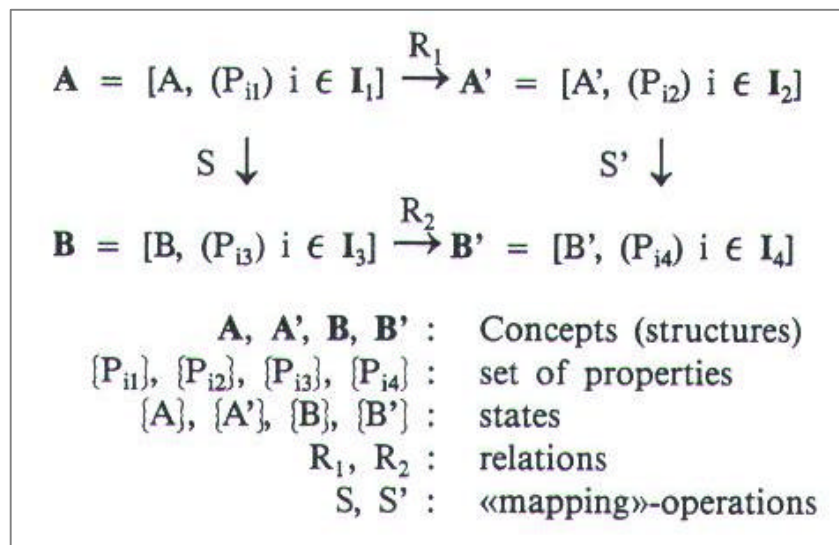 R₁
A = [A, (Pᵢ₁) i ϵ I₁] → A’ = [A’, (Pᵢ₂) i ϵ I₂]
S ↓ S’ ↓
R₂
B = [B, (Pᵢ₃) i ϵ I₃] → B’ = [B’, (Pᵢ₄) i ϵ I₄]
A, A’, B, B’ : Concepts (structures)
{Pᵢ₁}, {Pᵢ₂}, {Pᵢ₃}, {Pᵢ₄} : set of properties
{A}, {A’}, {B}, {B’} : states
R₁, R₂ : relations
S, S’ : «mapping»-operations